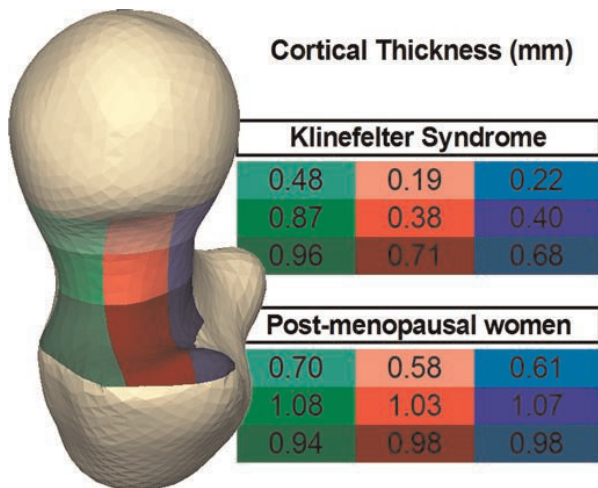 Cortical Thickness (mm)
Klinefelter Syndrome
0.48 0.19 0.22
0.87 0.38 0.40
0.96 0.71 0.68
Post-menopausal women
0.70 0.58 0.61
1.08 1.03 1.07
0.94 0.98 0.98